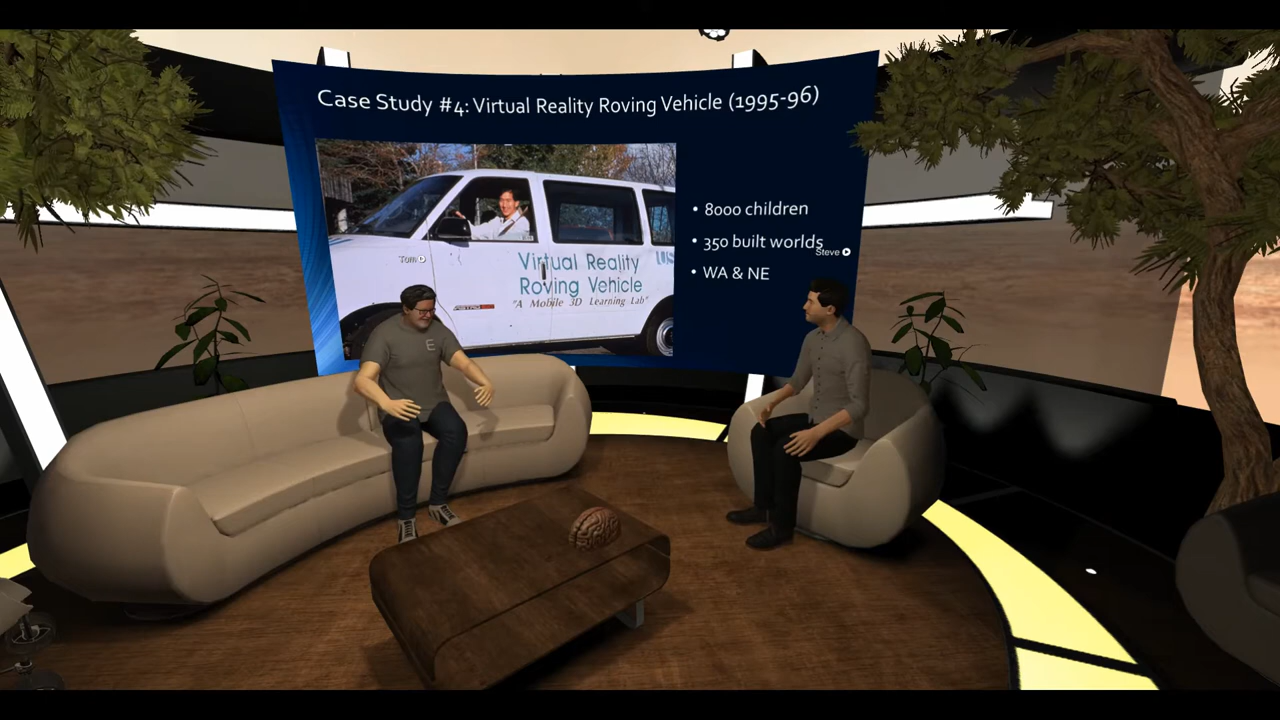 Case Study #4: Virtual Reality Roving Vehicle (1995-96)
• 8000 children
• 350 built worlds
• WA & NE
Steve
Tom
Virtual Reality
Roving Vehicle
"A Mobile 3D Learning Lab"
ASTRO
E